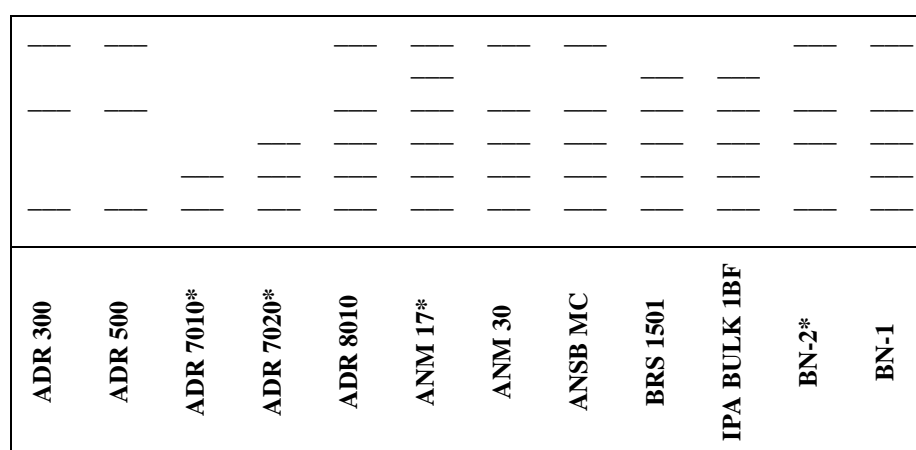 ADR 300
ADR 500
ADR 7010*
ADR 7020*
ADR 8010
ANM 17*
ANM 30
ANSB MC
BRS 1501
IPA BULK 1BF
BN-2*
BN-1